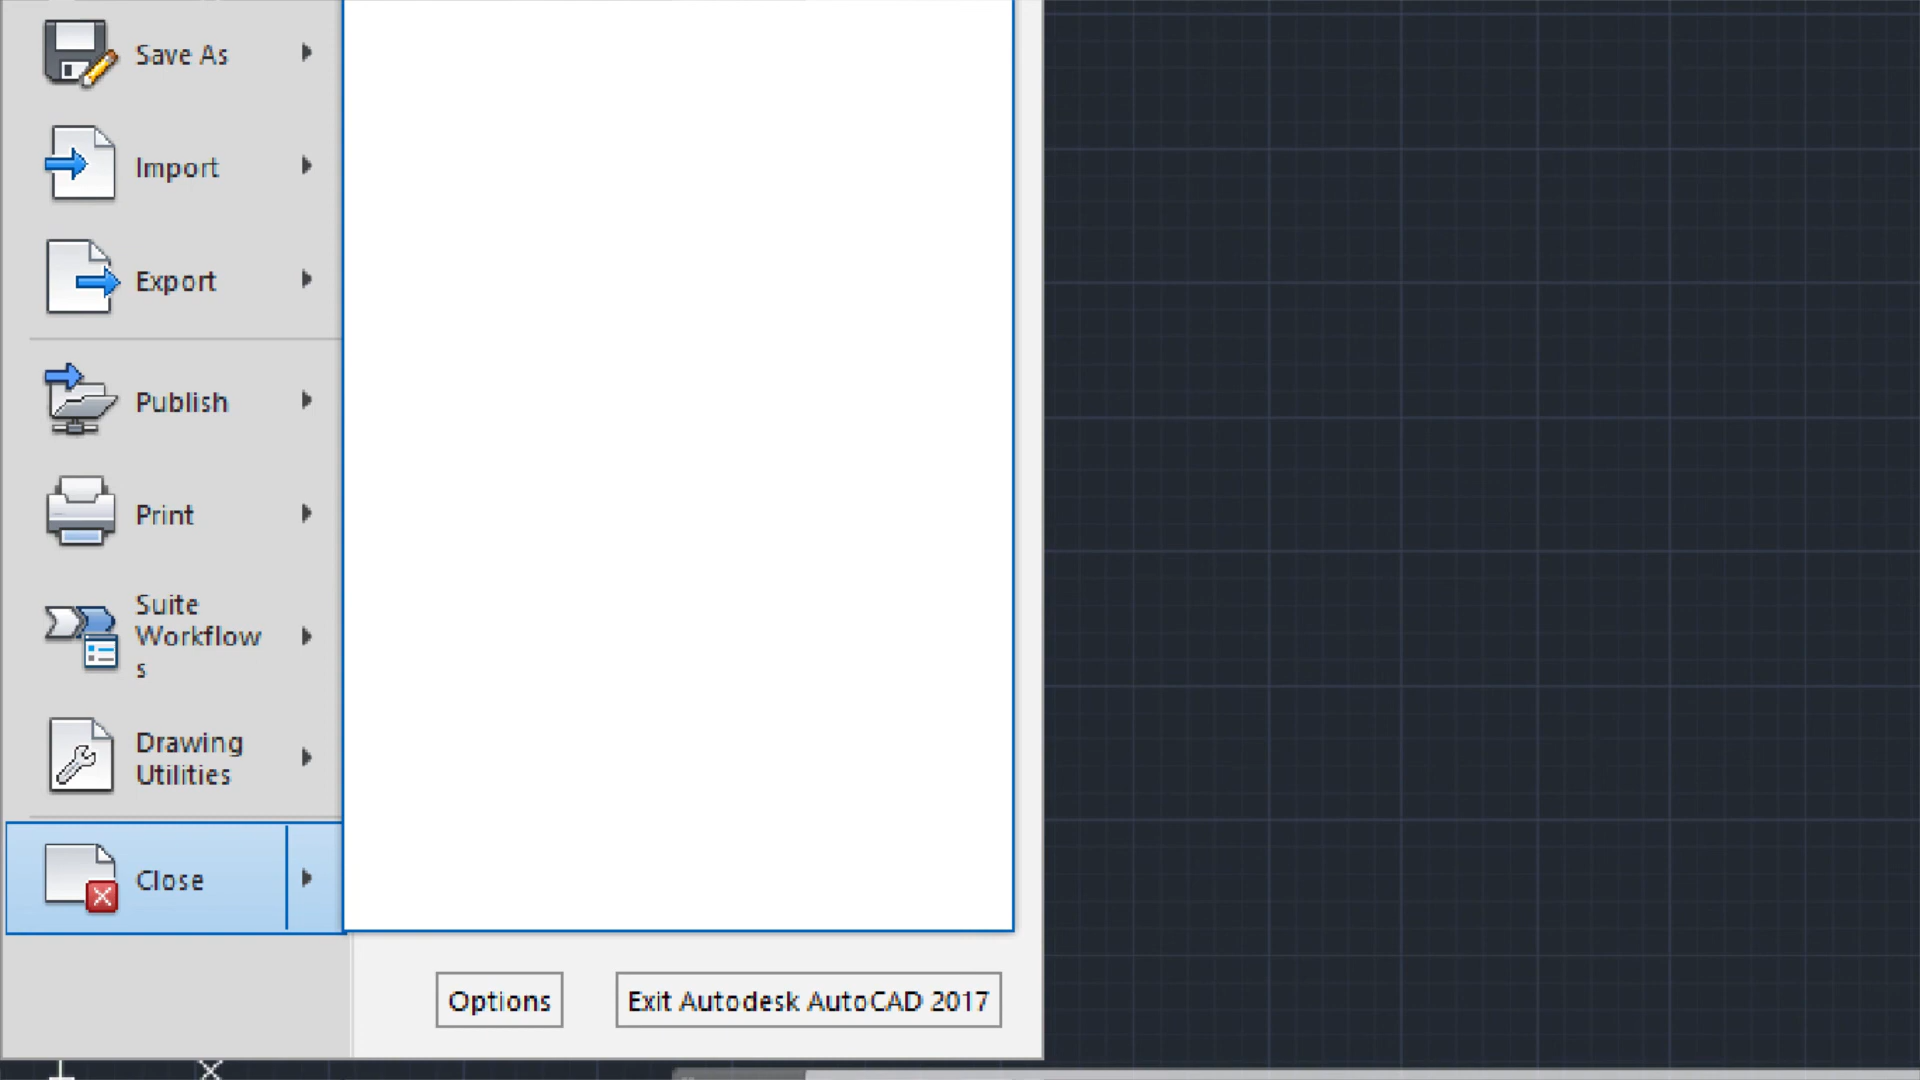 Save As
Import
Export
Publish
Print
Suite
Workflow
s
Drawing
Utilities
Close
Options
Exit Autodesk AutoCAD 2017
X